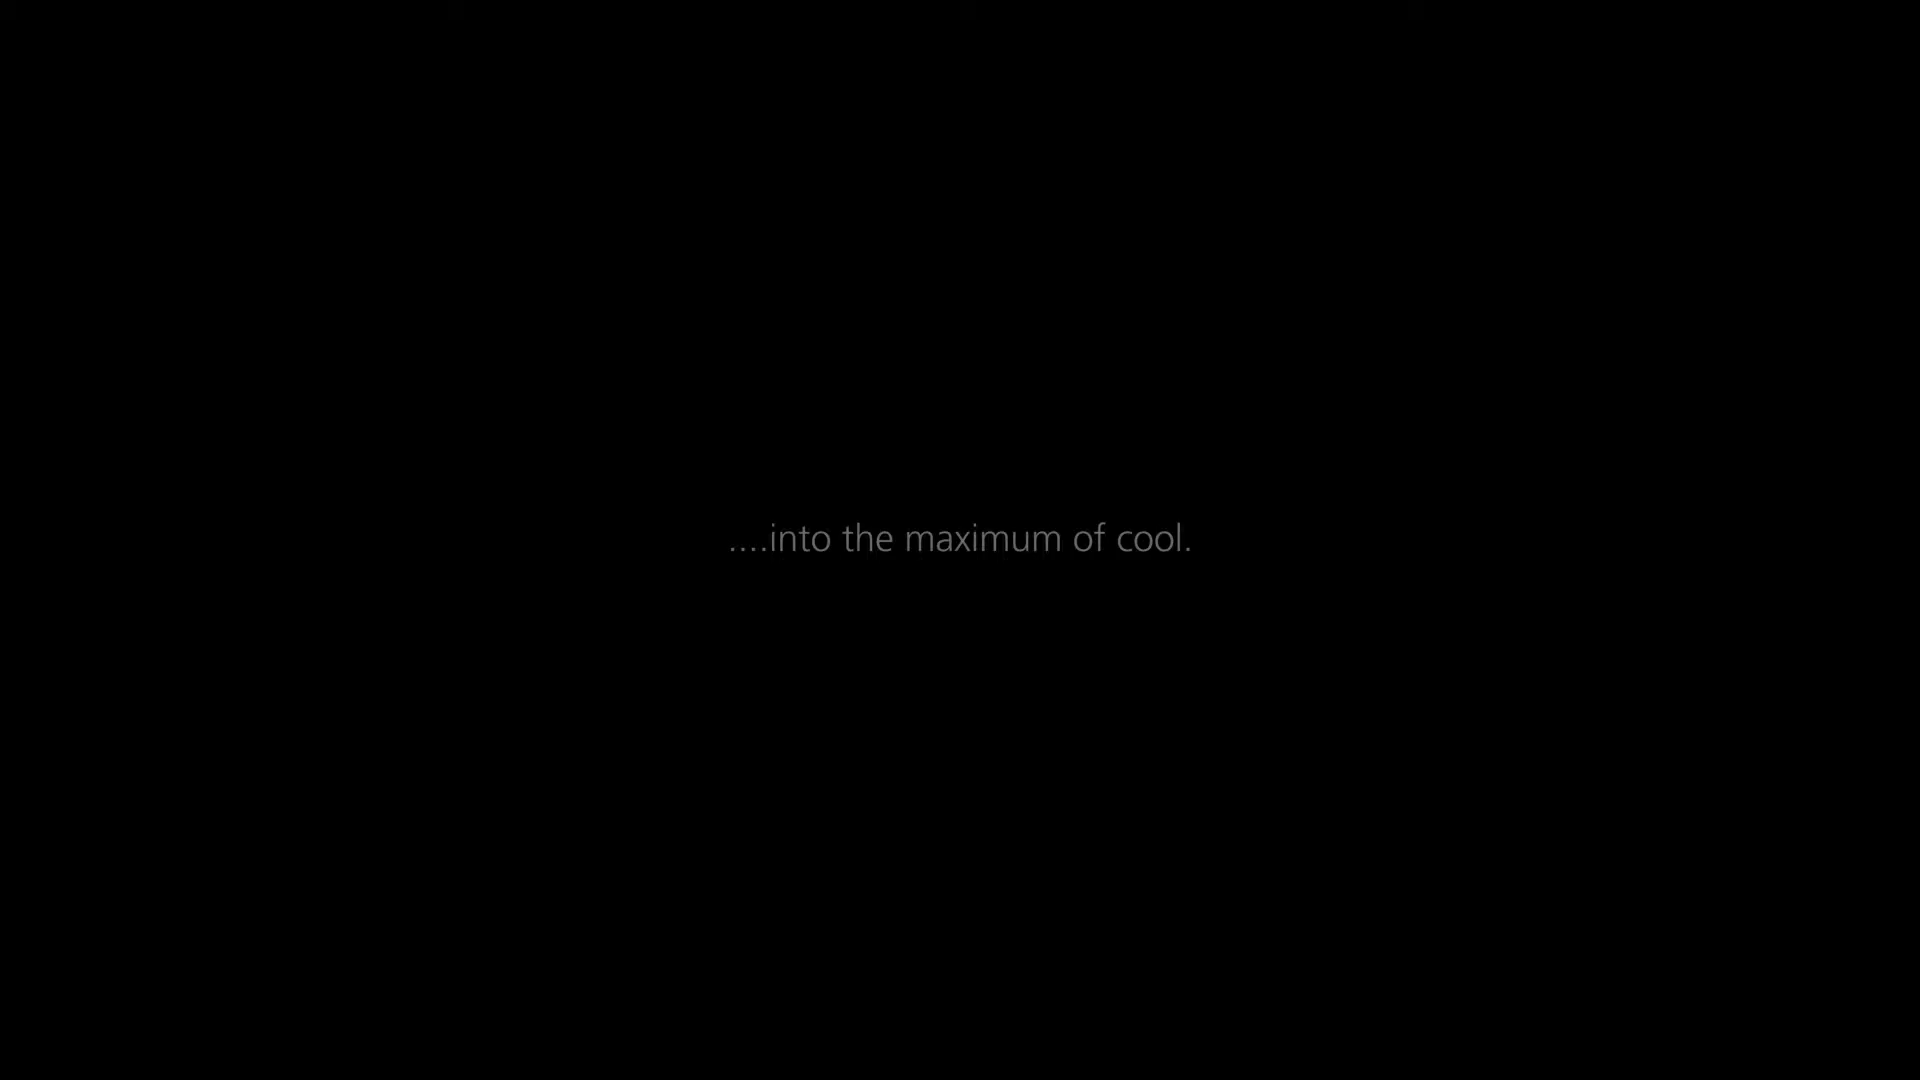 ....into the maximum of cool.